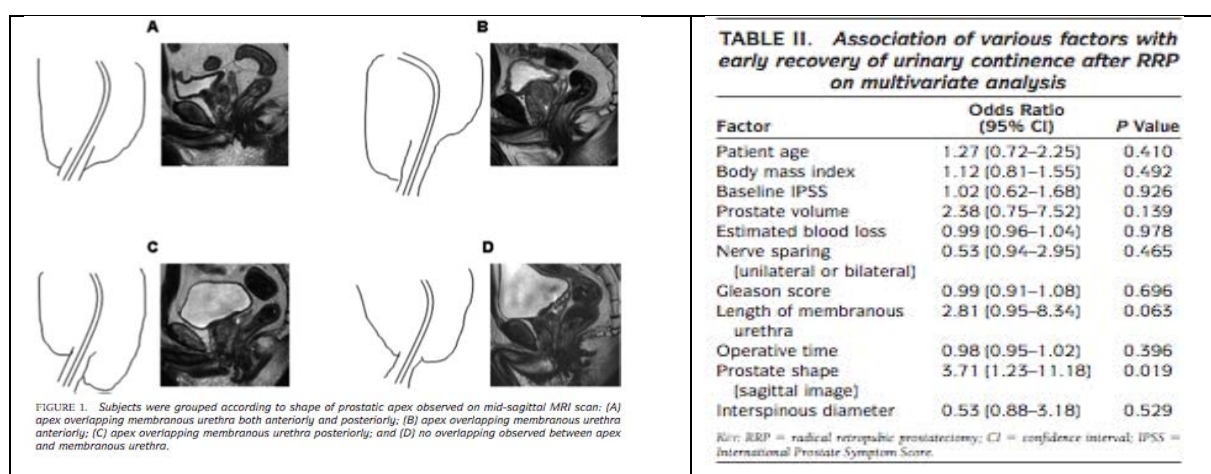 A
B
C
D
FIGURE 1. Subjects were grouped according to shape of prostatic apex observed on mid-sagittal MRI scan: (A)
apex overlapping membranous urethra both anteriorly and posteriorly; (B) apex overlapping membranous urethra
anteriorly; (C) apex overlapping membranous urethra posteriorly; and (D) no overlapping observed between apex
and membranous urethra.
TABLE II. Association of various factors with
early recovery of urinary continence after RRP
on multivariate analysis
Odds Ratio
Factor (95% CI) P Value
Patient age 1.27 (0.72–2.25) 0.410
Body mass index 1.12 (0.81–1.55) 0.492
Baseline IPSS 1.02 (0.62–1.68) 0.926
Prostate volume 2.38 (0.75–7.52) 0.139
Estimated blood loss 0.99 (0.96–1.04) 0.978
Nerve sparing 0.53 (0.94–2.95) 0.465
(unilateral or bilateral)
Gleason score 0.99 (0.91–1.08) 0.696
Length of membranous 2.81 (0.95–8.34) 0.063
urethra
Operative time 0.98 (0.95–1.02) 0.396
Prostate shape 3.71 (1.23–11.18) 0.019
(sagittal image)
Interspinous diameter 0.53 (0.88–3.18) 0.529
Key: RRP = radical retropubic prostatectomy; CI = confidence interval; IPSS =
International Prostate Symptom Score.